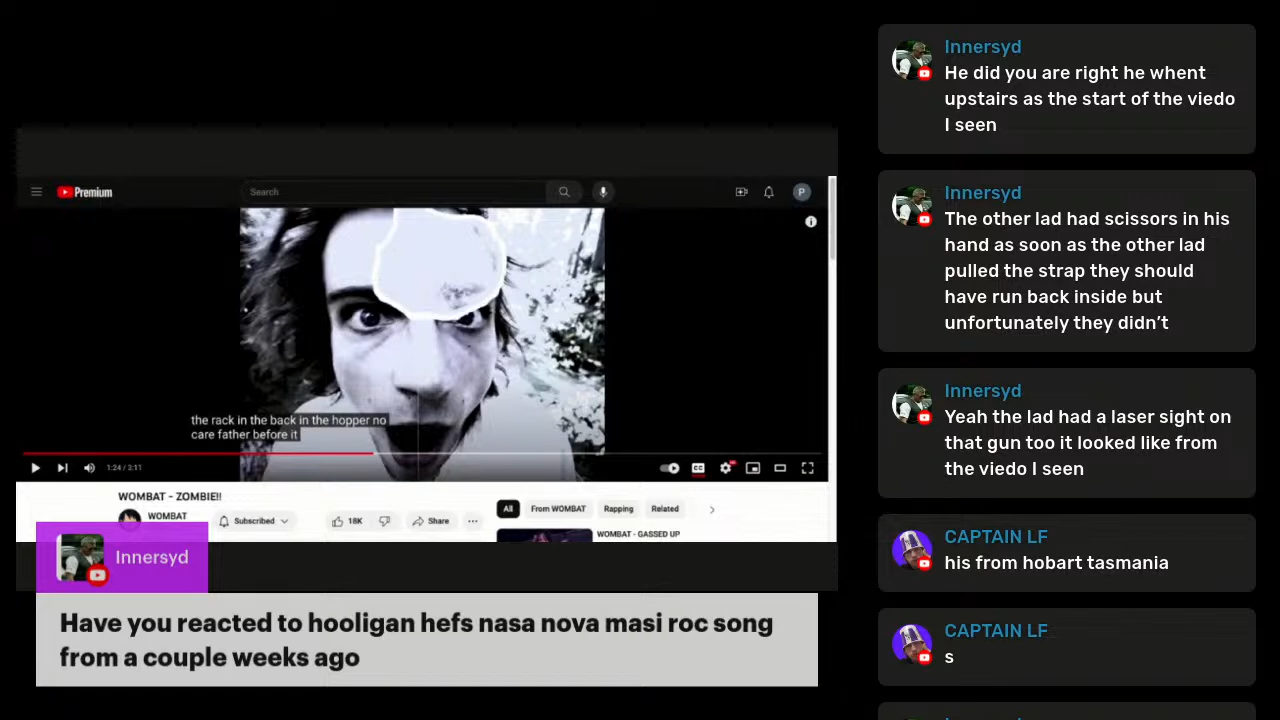 Premium
Search
P
the rack in the back in the hopper no
care father before it
1:24 / 2:11
CC
WOMBAT - ZOMBIE!!
WOMBAT
Subscribed
18K
Share
All
From WOMBAT
Rapping
Related
WOMBAT - GASSED UP
Innersyd
Have you reacted to hooligan hefs nasa nova masi roc song
from a couple weeks ago
Innersyd
He did you are right he whent
upstairs as the start of the viedo
I seen
Innersyd
The other lad had scissors in his
hand as soon as the other lad
pulled the strap they should
have run back inside but
unfortunately they didn’t
Innersyd
Yeah the lad had a laser sight on
that gun too it looked like from
the viedo I seen
CAPTAIN LF
his from hobart tasmania
CAPTAIN LF
s